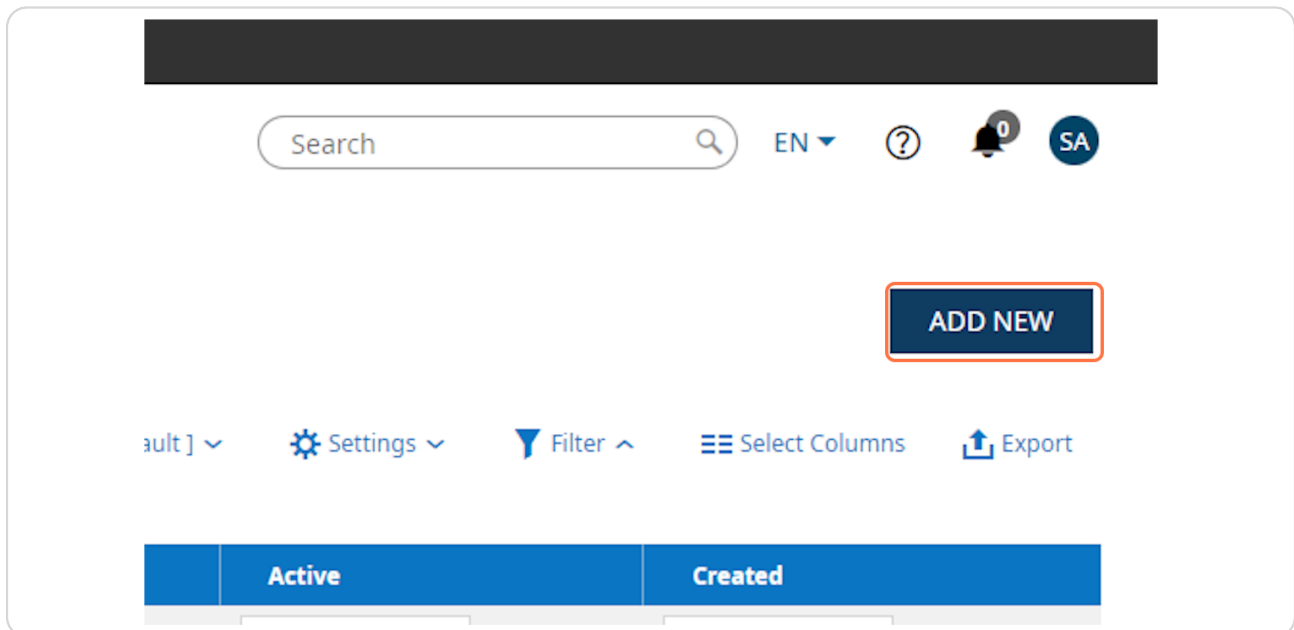 Search EN 0 SA
ADD NEW
ault ] Settings Filter Select Columns Export
Active Created